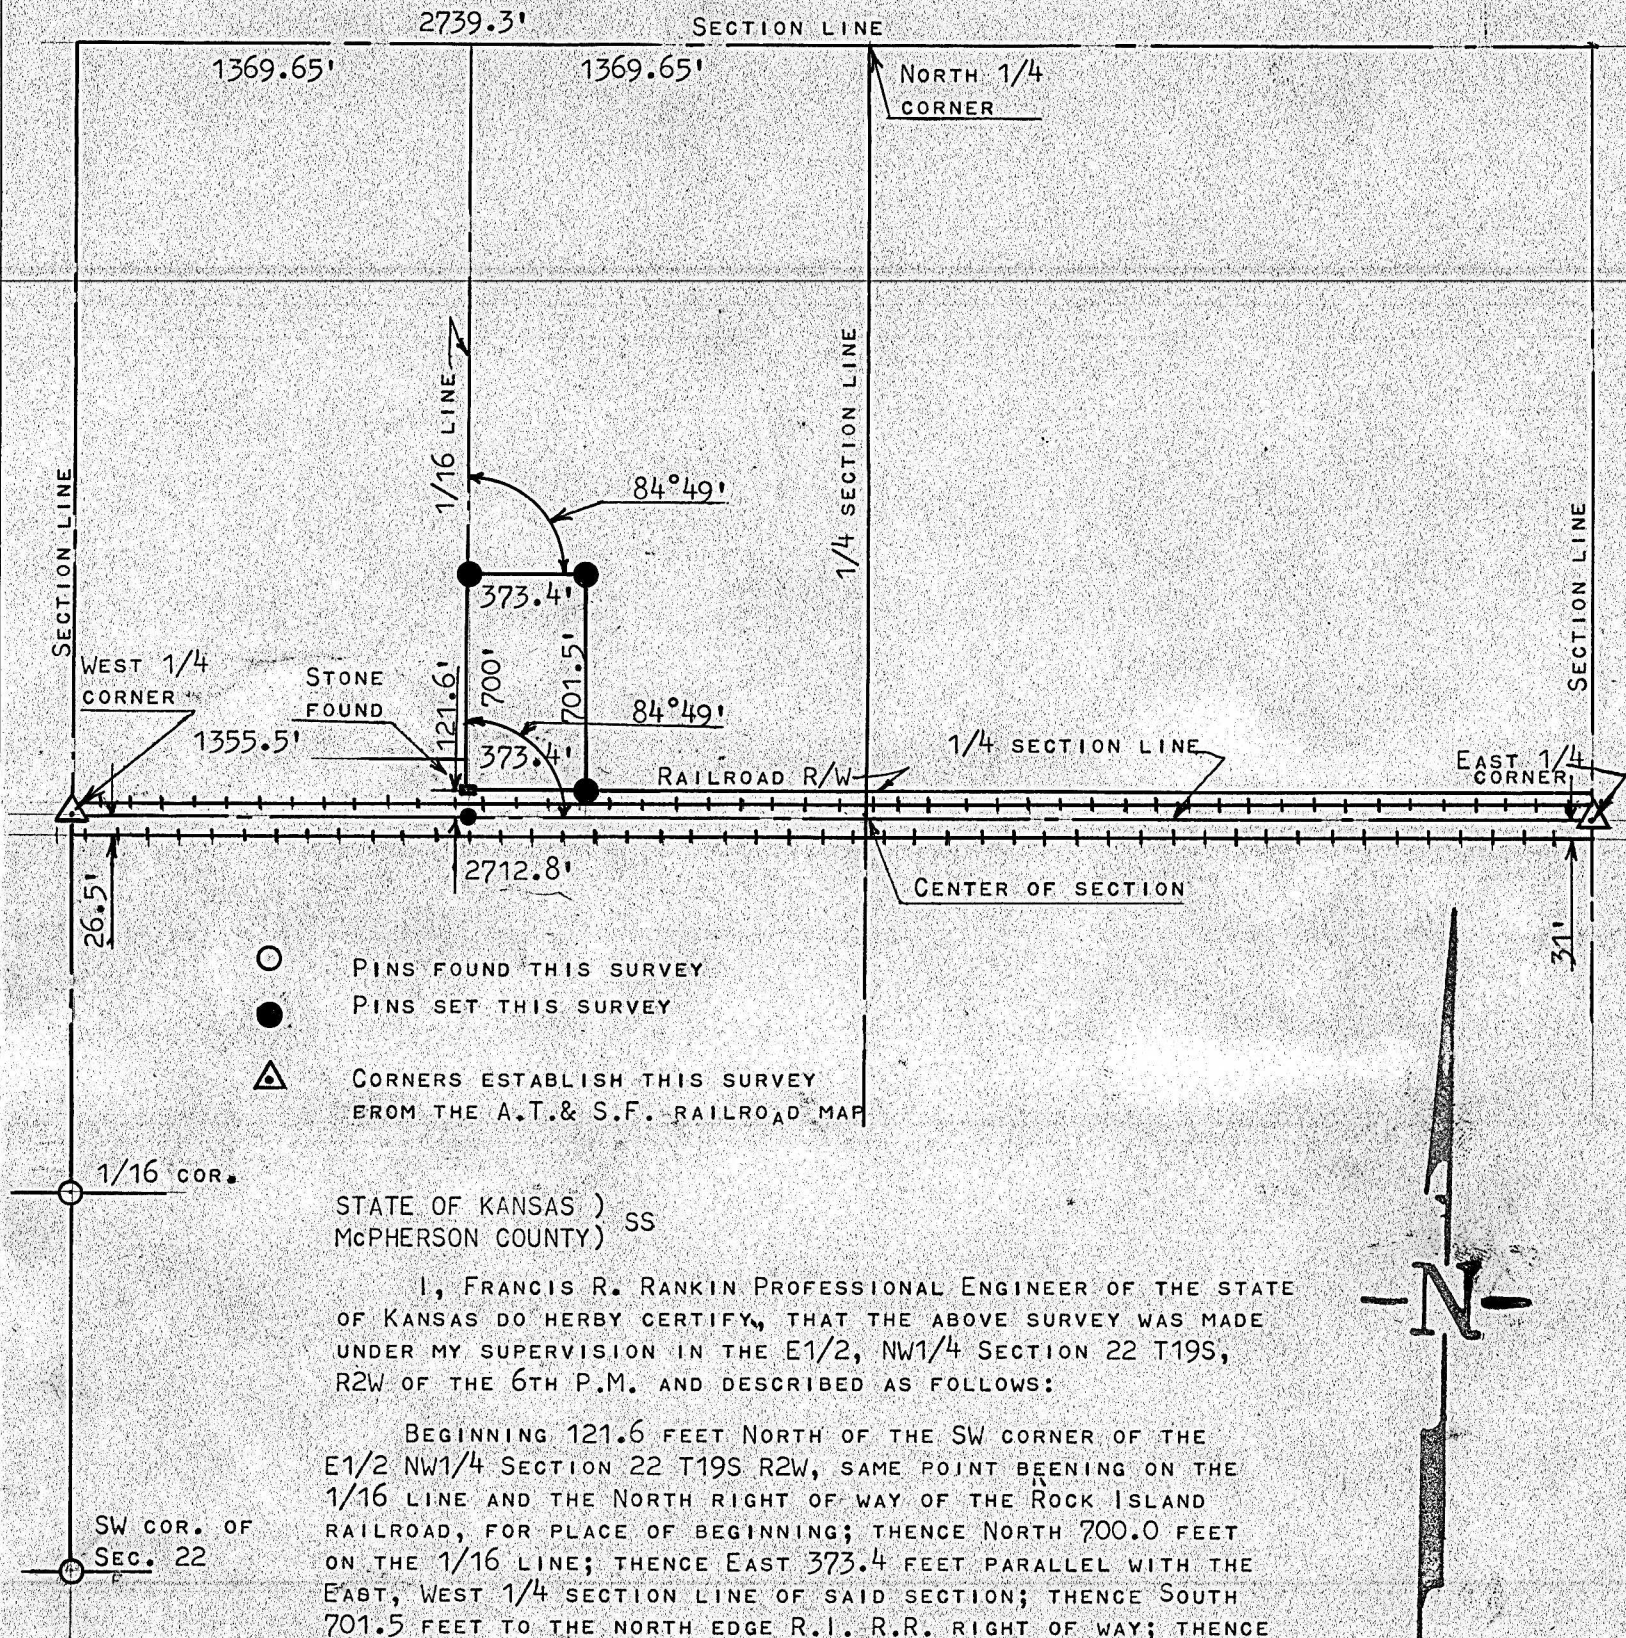 2739.3'
SECTION LINE
1369.65'
1369.65'
NORTH 1/4
CORNER
1/16 LINE
1/4 SECTION LINE
84°49'
SECTION LINE
SECTION LINE
373.4'
WEST 1/4
CORNER
STONE
FOUND
121.6'
700'
701.5'
84°49'
1355.5'
373.4'
1/4 SECTION LINE
EAST 1/4
CORNER
RAILROAD R/W
2712.8'
CENTER OF SECTION
26.5'
31'
PINS FOUND THIS SURVEY
PINS SET THIS SURVEY
CORNERS ESTABLISH THIS SURVEY
FROM THE A.T.& S.F. RAILROAD MAP
1/16 COR.
STATE OF KANSAS )
MCPHERSON COUNTY) SS
I, FRANCIS R. RANKIN PROFESSIONAL ENGINEER OF THE STATE
OF KANSAS DO HERBY CERTIFY, THAT THE ABOVE SURVEY WAS MADE
UNDER MY SUPERVISION IN THE E1/2, NW1/4 SECTION 22 T19S,
R2W OF THE 6TH P.M. AND DESCRIBED AS FOLLOWS:
N
BEGINNING 121.6 FEET NORTH OF THE SW CORNER OF THE
E1/2 NW1/4 SECTION 22 T19S R2W, SAME POINT BEENING ON THE
1/16 LINE AND THE NORTH RIGHT OF WAY OF THE ROCK ISLAND
RAILROAD, FOR PLACE OF BEGINNING; THENCE NORTH 700.0 FEET
ON THE 1/16 LINE; THENCE EAST 373.4 FEET PARALLEL WITH THE
EAST, WEST 1/4 SECTION LINE OF SAID SECTION; THENCE SOUTH
701.5 FEET TO THE NORTH EDGE R.I. R.R. RIGHT OF WAY; THENCE
SW COR. OF
SEC. 22